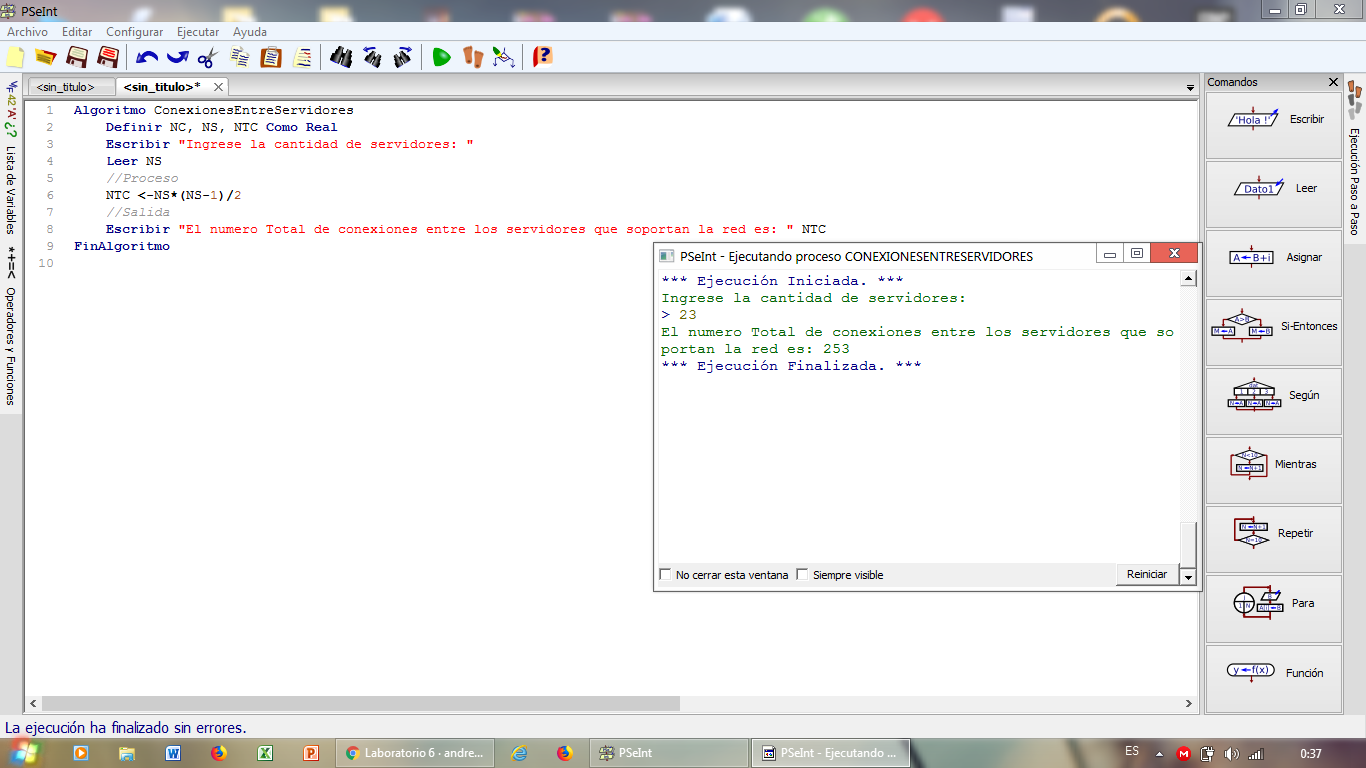 PSeInt
Archivo Editar Configurar Ejecutar Ayuda
<sin_titulo> <sin_titulo>*
Lista de Variables
Operadores y Funciones
1 Algoritmo ConexionesEntreServidores
2 Definir NC, NS, NTC Como Real
3 Escribir "Ingrese la cantidad de servidores: "
4 Leer NS
5 //Proceso
6 NTC <-NS*(NS-1)/2
7 //Salida
8 Escribir "El numero Total de conexiones entre los servidores que soportan la red es: " NTC
9 FinAlgoritmo
10
PSeInt - Ejecutando proceso CONEXIONESENTRESERVIDORES
*** Ejecución Iniciada. ***
Ingrese la cantidad de servidores:
> 23
El numero Total de conexiones entre los servidores que so
portan la red es: 253
*** Ejecución Finalizada. ***
No cerrar esta ventana Siempre visible Reiniciar
Comandos
'Hola !' Escribir
Dato1 Leer
A←B+i Asignar
Si-Entonces
Según
Mientras
Repetir
Para
y←f(x) Función
Ejecución Paso a Paso
La ejecución ha finalizado sin errores.
Laboratorio 6 · andre... PSeInt PSeInt - Ejecutando ... ES 0:37